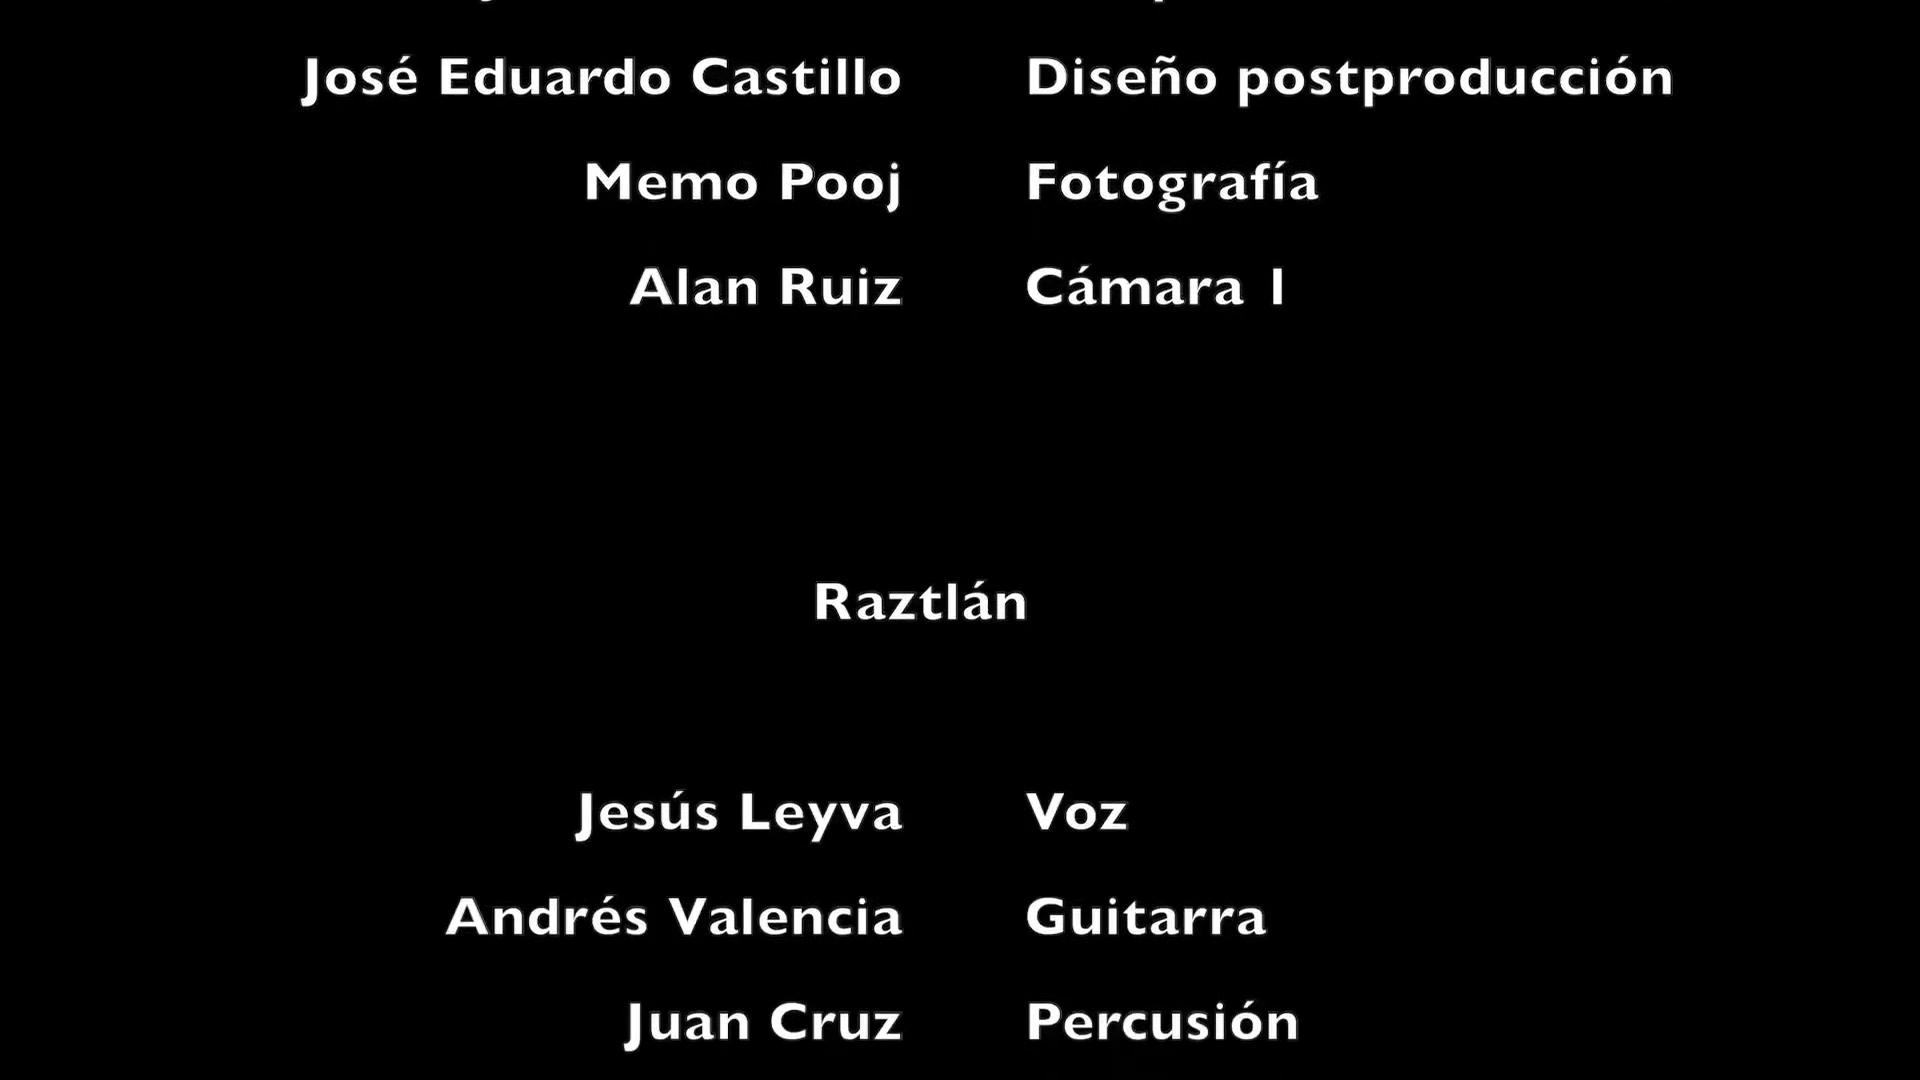 José Eduardo Castillo Diseño postproducción
Memo Pooj Fotografía
Alan Ruiz Cámara 1
Raztlán
Jesús Leyva Voz
Andrés Valencia Guitarra
Juan Cruz Percusión